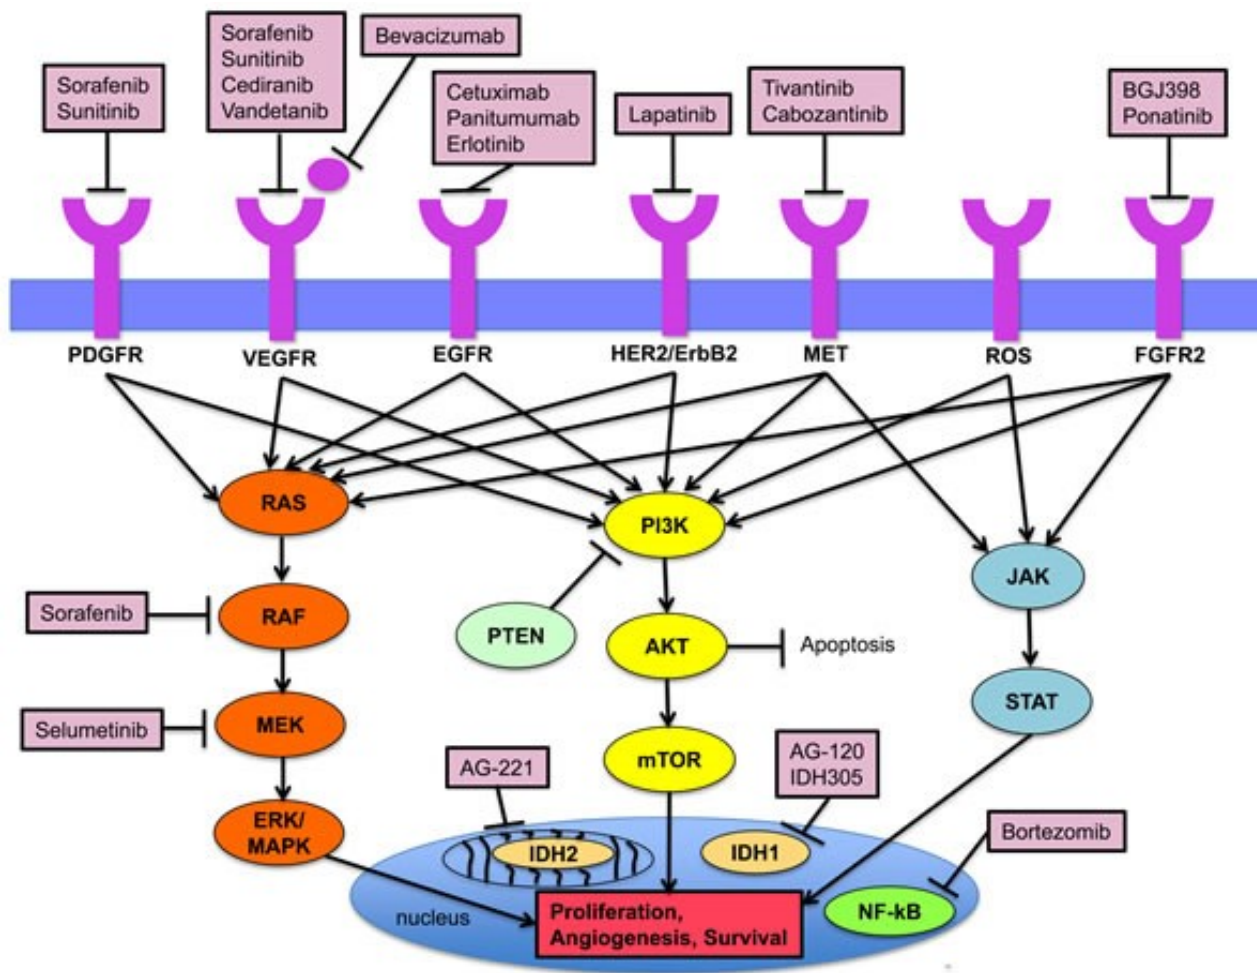 Sorafenib
Sunitinib
Sorafenib
Sunitinib
Cediranib
Vandetanib
Bevacizumab
Cetuximab
Panitumumab
Erlotinib
Lapatinib
Tivantinib
Cabozantinib
BGJ398
Ponatinib
PDGFR
VEGFR
EGFR
HER2/ErbB2
MET
ROS
FGFR2
RAS
PI3K
JAK
Sorafenib
RAF
PTEN
AKT
Apoptosis
STAT
Selumetinib
MEK
mTOR
AG-221
AG-120
IDH305
ERK/
MAPK
IDH2
IDH1
Bortezomib
nucleus
Proliferation,
Angiogenesis, Survival
NF-kB